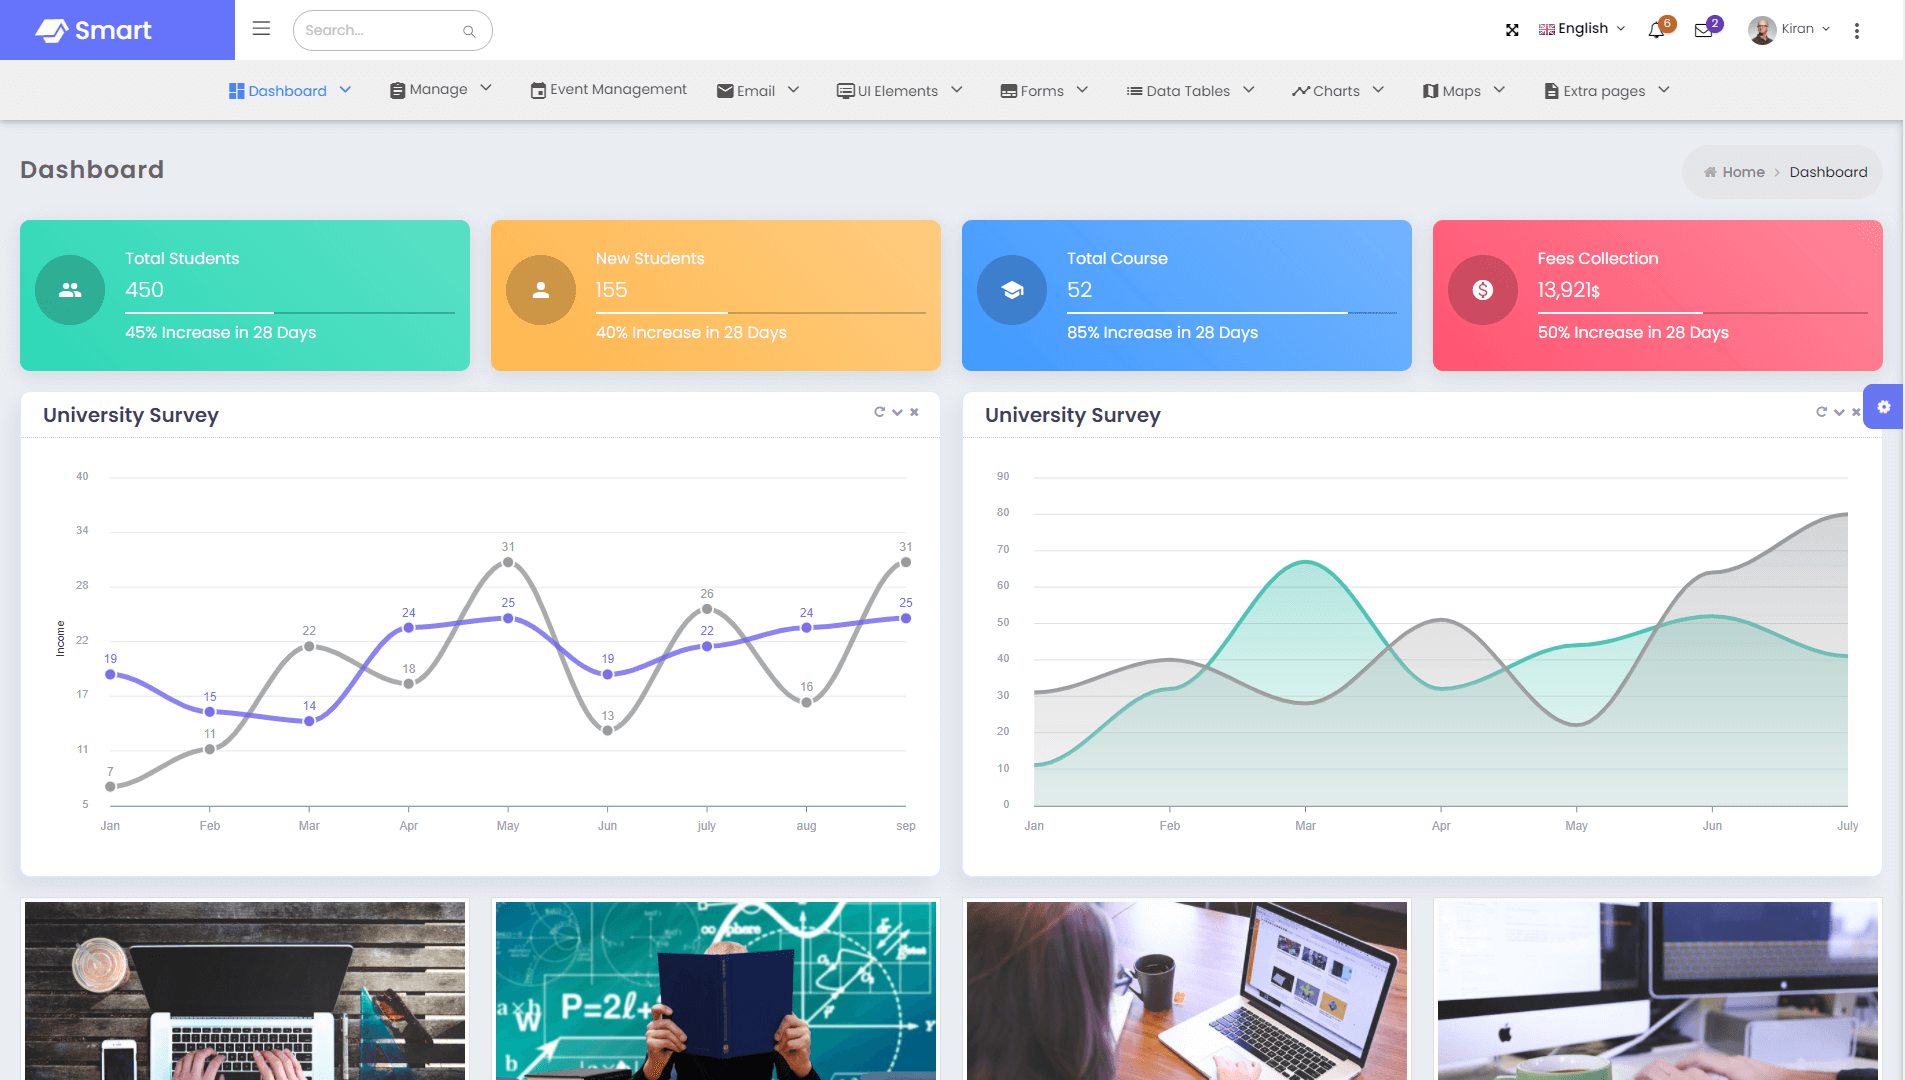 Smart
Search...
English
6
2
Kiran
Dashboard
Manage
Event Management
Email
UI Elements
Forms
Data Tables
Charts
Maps
Extra pages
Dashboard
Home
Dashboard
Total Students
450
45% Increase in 28 Days
New Students
155
40% Increase in 28 Days
Total Course
52
85% Increase in 28 Days
Fees Collection
13,921$
50% Increase in 28 Days
University Survey
40
34
28
22
17
11
5
Income
19
15
14
24
25
19
22
24
25
7
11
22
18
31
13
26
16
31
Jan
Feb
Mar
Apr
May
Jun
july
aug
sep
University Survey
90
80
70
60
50
40
30
20
10
0
Jan
Feb
Mar
Apr
May
Jun
July
∞ sphere
P=2ℓ+
W
b
Y